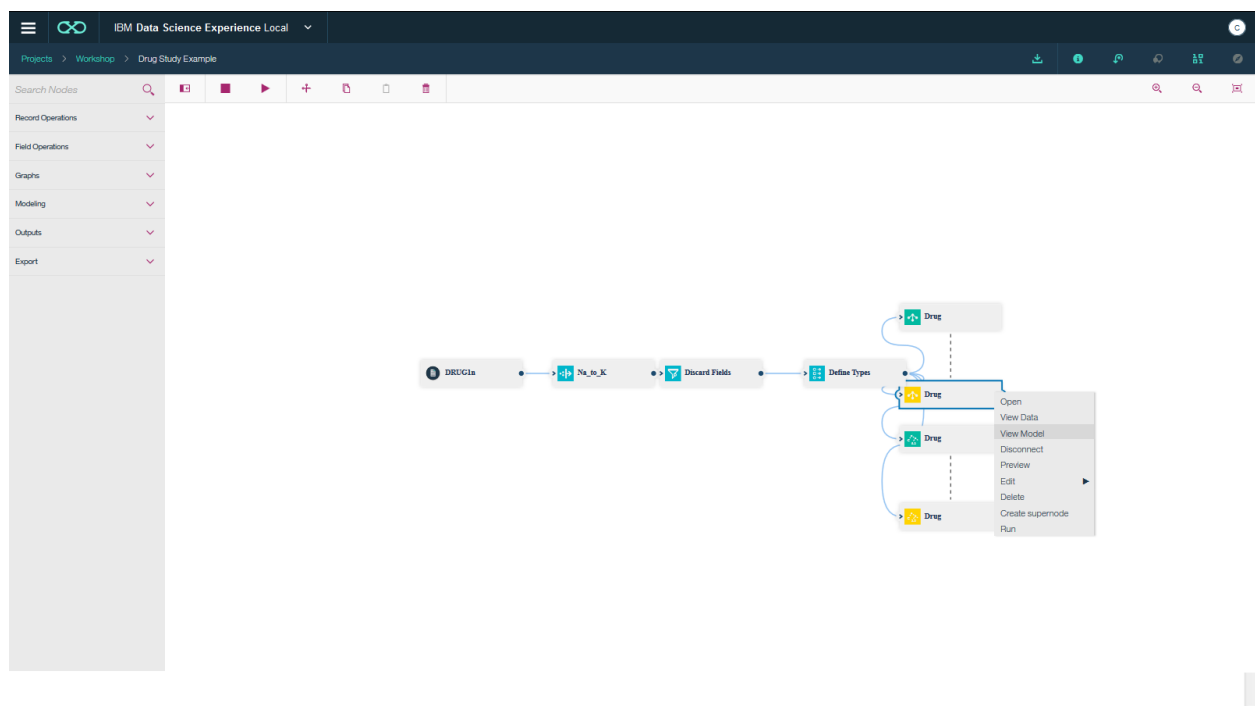 IBM Data Science Experience Local
C
Projects > Workshop > Drug Study Example
Search Nodes
Record Operations
Field Operations
Graphs
Modeling
Outputs
Export
Drug
DRUG1n
Na_to_K
Discard Fields
Define Types
Drug
Open
View Data
View Model
Drug
Disconnect
Preview
Edit
Delete
Create supernode
Drug
Run